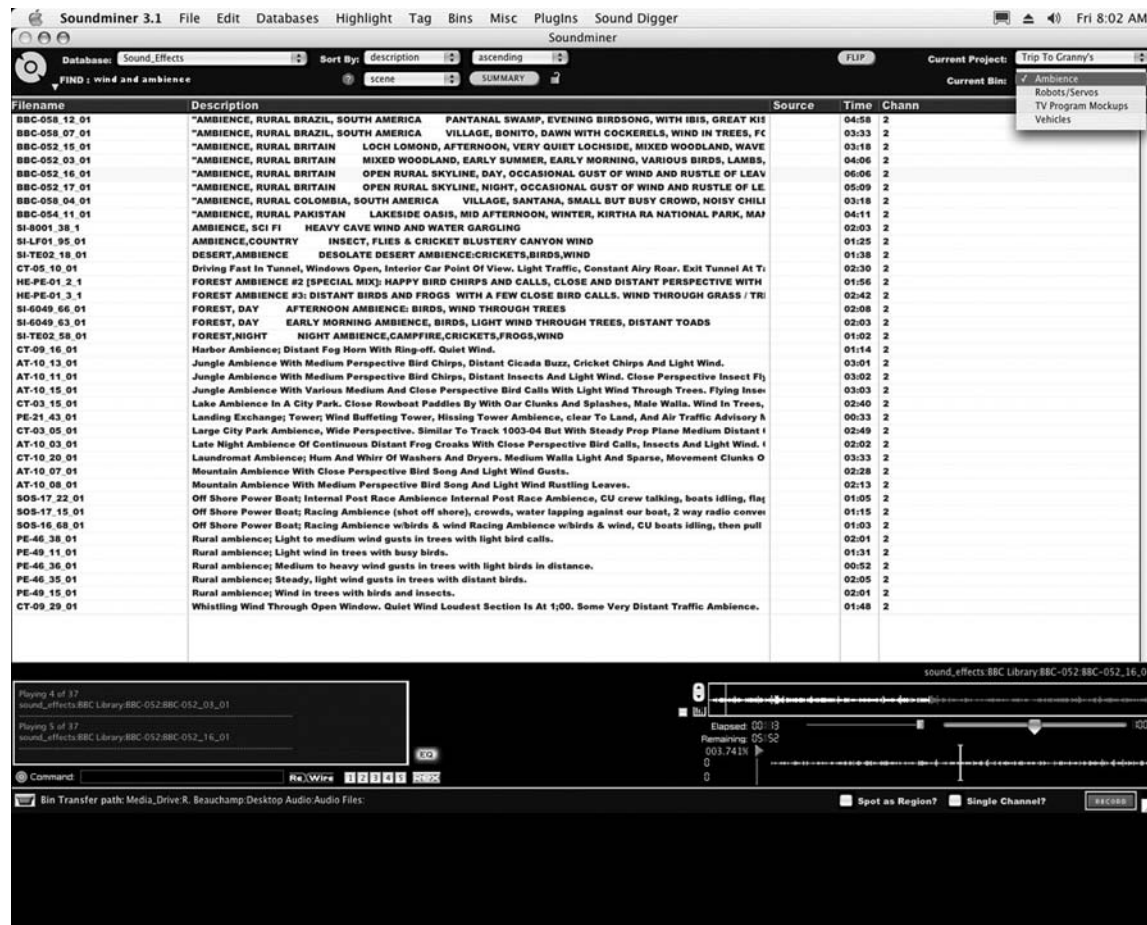 Soundminer 3.1 File Edit Databases Highlight Tag Bins Misc PlugIns Sound Digger Fri 8:02 AM
Soundminer
Database: Sound_Effects Sort By: description ascending FLIP Current Project: Trip To Granny's
FIND : wind and ambience ? scene SUMMARY Current Bin: ✓ Ambience
Robots/Servos
TV Program Mockups
Vehicles
Filename Description Source Time Chann
BBC-058_12_01 "AMBIENCE, RURAL BRAZIL, SOUTH AMERICA PANTANAL SWAMP, EVENING BIRDSONG, WITH IBIS, GREAT KIS 04:58 2
BBC-058_07_01 "AMBIENCE, RURAL BRAZIL, SOUTH AMERICA VILLAGE, BONITO, DAWN WITH COCKERELS, WIND IN TREES, FC 03:33 2
BBC-052_15_01 "AMBIENCE, RURAL BRITAIN LOCH LOMOND, AFTERNOON, VERY QUIET LOCHSIDE, MIXED WOODLAND, WAVE 03:18 2
BBC-052_03_01 "AMBIENCE, RURAL BRITAIN MIXED WOODLAND, EARLY SUMMER, EARLY MORNING, VARIOUS BIRDS, LAMBS, 04:06 2
BBC-052_16_01 "AMBIENCE, RURAL BRITAIN OPEN RURAL SKYLINE, DAY, OCCASIONAL GUST OF WIND AND RUSTLE OF LEAV 06:06 2
BBC-052_17_01 "AMBIENCE, RURAL BRITAIN OPEN RURAL SKYLINE, NIGHT, OCCASIONAL GUST OF WIND AND RUSTLE OF LE. 05:09 2
BBC-058_04_01 "AMBIENCE, RURAL COLOMBIA, SOUTH AMERICA VILLAGE, SANTANA, SMALL BUT BUSY CROWD, NOISY CHILI 03:18 2
BBC-054_11_01 "AMBIENCE, RURAL PAKISTAN LAKESIDE OASIS, MID AFTERNOON, WINTER, KIRTHA RA NATIONAL PARK, MAN 04:11 2
SI-8001_38_1 AMBIENCE, SCI FI HEAVY CAVE WIND AND WATER GARGLING 02:03 2
SI-LF01_95_01 AMBIENCE,COUNTRY INSECT, FLIES & CRICKET BLUSTERY CANYON WIND 01:25 2
SI-TE02_18_01 DESERT,AMBIENCE DESOLATE DESERT AMBIENCE:CRICKETS,BIRDS,WIND 01:38 2
CT-05_10_01 Driving Fast In Tunnel, Windows Open, Interior Car Point Of View. Light Traffic, Constant Airy Roar. Exit Tunnel At T 02:30 2
HE-PE-01_2_1 FOREST AMBIENCE #2 [SPECIAL MIX]: HAPPY BIRD CHIRPS AND CALLS, CLOSE AND DISTANT PERSPECTIVE WITH 01:56 2
HE-PE-01_3_1 FOREST AMBIENCE #3: DISTANT BIRDS AND FROGS WITH A FEW CLOSE BIRD CALLS. WIND THROUGH GRASS / TRI 02:42 2
SI-6049_66_01 FOREST, DAY AFTERNOON AMBIENCE: BIRDS, WIND THROUGH TREES 02:08 2
SI-6049_63_01 FOREST, DAY EARLY MORNING AMBIENCE, BIRDS, LIGHT WIND THROUGH TREES, DISTANT TOADS 02:03 2
SI-TE02_58_01 FOREST,NIGHT NIGHT AMBIENCE,CAMPFIRE,CRICKETS,FROGS,WIND 01:02 2
CT-09_16_01 Harbor Ambience; Distant Fog Horn With Ring-off. Quiet Wind. 01:14 2
AT-10_13_01 Jungle Ambience With Medium Perspective Bird Chirps, Distant Cicada Buzz, Cricket Chirps And Light Wind. 03:01 2
AT-10_11_01 Jungle Ambience With Medium Perspective Bird Chirps, Distant Insects And Light Wind. Close Perspective Insect Fly 03:02 2
AT-10_15_01 Jungle Ambience With Various Medium And Close Perspective Bird Calls With Light Wind Through Trees. Flying Insec 03:03 2
CT-03_15_01 Lake Ambience In A City Park. Close Rowboat Paddles By With Oar Clunks And Splashes, Male Walla. Wind In Trees, 02:40 2
PE-21_43_01 Landing Exchange; Tower; Wind Buffeting Tower, Hissing Tower Ambience, clear To Land, And Air Traffic Advisory 00:33 2
CT-03_05_01 Large City Park Ambience, Wide Perspective. Similar To Track 1003-04 But With Steady Prop Plane Medium Distant 02:49 2
AT-10_03_01 Late Night Ambience Of Continuous Distant Frog Croaks With Close Perspective Bird Calls, Insects And Light Wind. 02:02 2
CT-10_20_01 Laundromat Ambience; Hum And Whirr Of Washers And Dryers. Medium Walla Light And Sparse, Movement Clunks O 03:33 2
AT-10_07_01 Mountain Ambience With Close Perspective Bird Song And Light Wind Gusts. 02:28 2
AT-10_08_01 Mountain Ambience With Medium Perspective Bird Song And Light Wind Rustling Leaves. 02:13 2
SOS-17_22_01 Off Shore Power Boat; Internal Post Race Ambience Internal Post Race Ambience, CU crew talking, boats idling, flag 01:05 2
SOS-17_15_01 Off Shore Power Boat; Racing Ambience (shot off shore), crowds, water lapping against our boat, 2 way radio conver 01:15 2
SOS-16_68_01 Off Shore Power Boat; Racing Ambience w/birds & wind Racing Ambience w/birds & wind, CU boats idling, then pull 01:03 2
PE-46_38_01 Rural ambience; Light to medium wind gusts in trees with light bird calls. 02:01 2
PE-49_11_01 Rural ambience; Light wind in trees with busy birds. 01:31 2
PE-46_36_01 Rural ambience; Medium to heavy wind gusts in trees with light birds in distance. 00:52 2
PE-46_35_01 Rural ambience; Steady, light wind gusts in trees with distant birds. 02:05 2
PE-49_15_01 Rural ambience; Wind in trees with birds and insects. 02:01 2
CT-09_29_01 Whistling Wind Through Open Window. Quiet Wind Loudest Section Is At 1;00. Some Very Distant Traffic Ambience. 01:48 2
sound_effects:BBC Library:BBC-052:BBC-052_16_0
Playing 4 of 37
sound_effects:BBC Library:BBC-052:BBC-052_03_01
Playing 5 of 37
sound_effects:BBC Library:BBC-052:BBC-052_16_01
Elapsed: 00:13 100
Remaining: 05:52
003.741%
EQ 0
0
Command: Re)Wire 1 2 3 4 5
Bin Transfer path: Media_Drive:R. Beauchamp:Desktop Audio:Audio Files: Spot as Region? Single Channel? RECORD